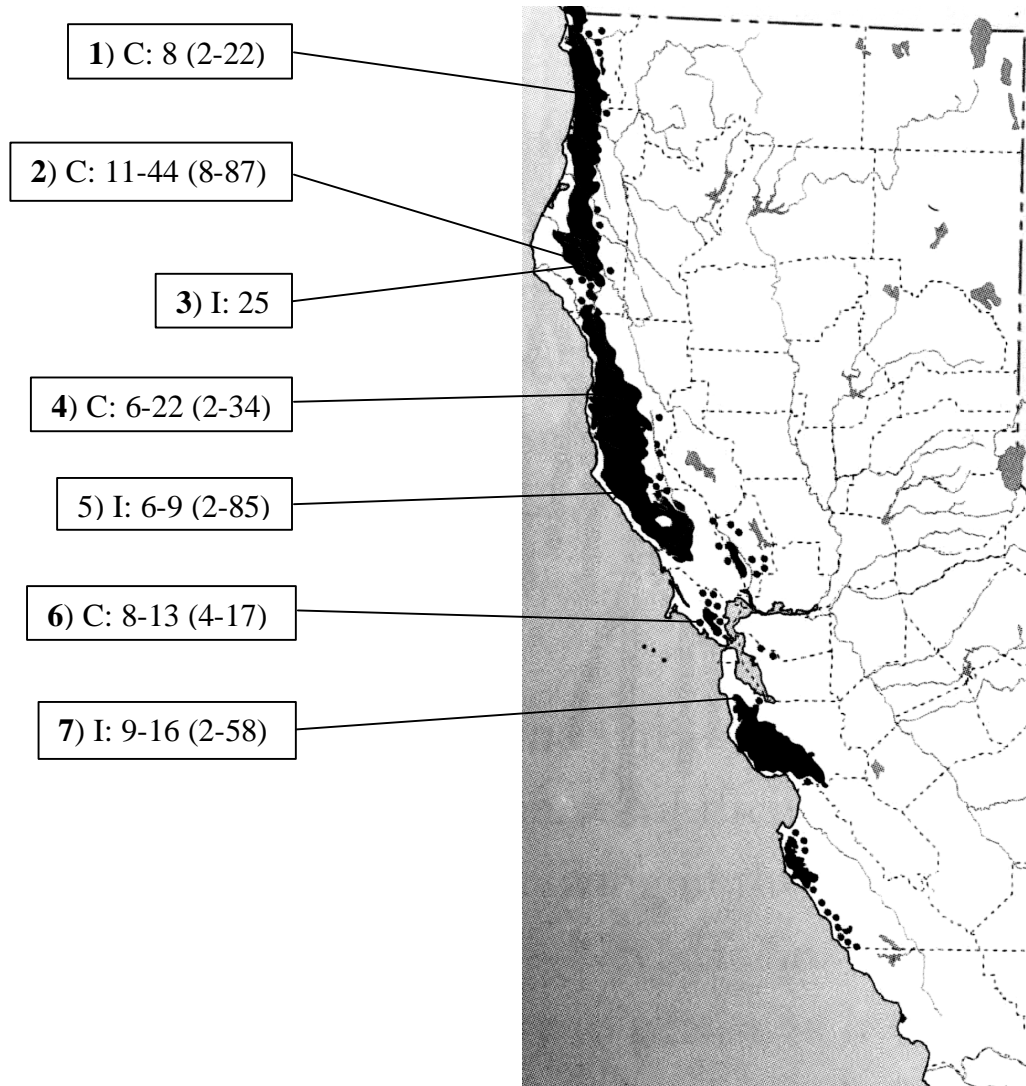 1) C: 8 (2-22)
2) C: 11-44 (8-87)
3) I: 25
4) C: 6-22 (2-34)
5) I: 6-9 (2-85)
6) C: 8-13 (4-17)
7) I: 9-16 (2-58)